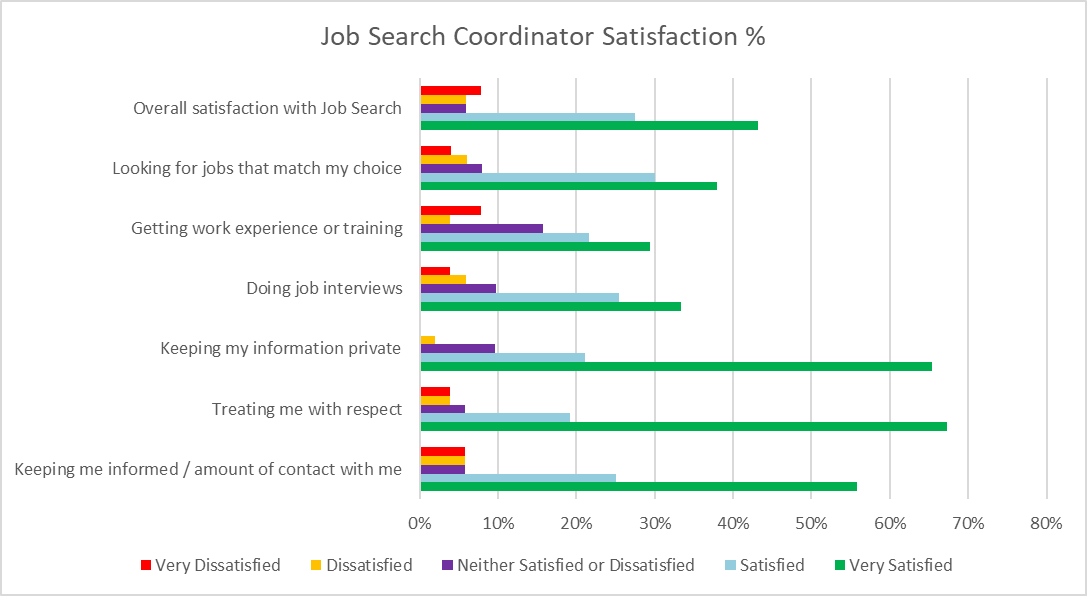 Job Search Coordinator Satisfaction %
Overall satisfaction with Job Search
Looking for jobs that match my choice
Getting work experience or training
Doing job interviews
Keeping my information private
Treating me with respect
Keeping me informed / amount of contact with me
0% 10% 20% 30% 40% 50% 60% 70% 80%
Very Dissatisfied Dissatisfied Neither Satisfied or Dissatisfied Satisfied Very Satisfied